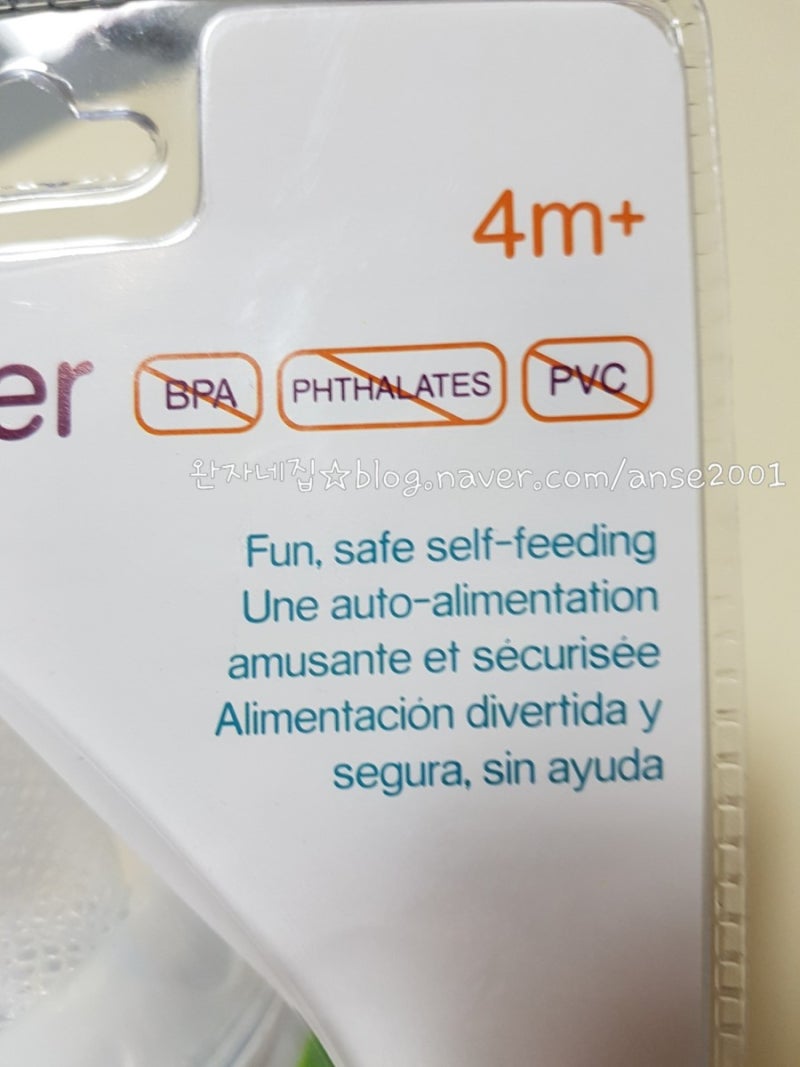 4m+
er BPA PHTHALATES PVC
완자네집☆blog.naver.com/anse2001
Fun, safe self-feeding
Une auto-alimentation
amusante et sécurisée
Alimentación divertida y
segura, sin ayuda